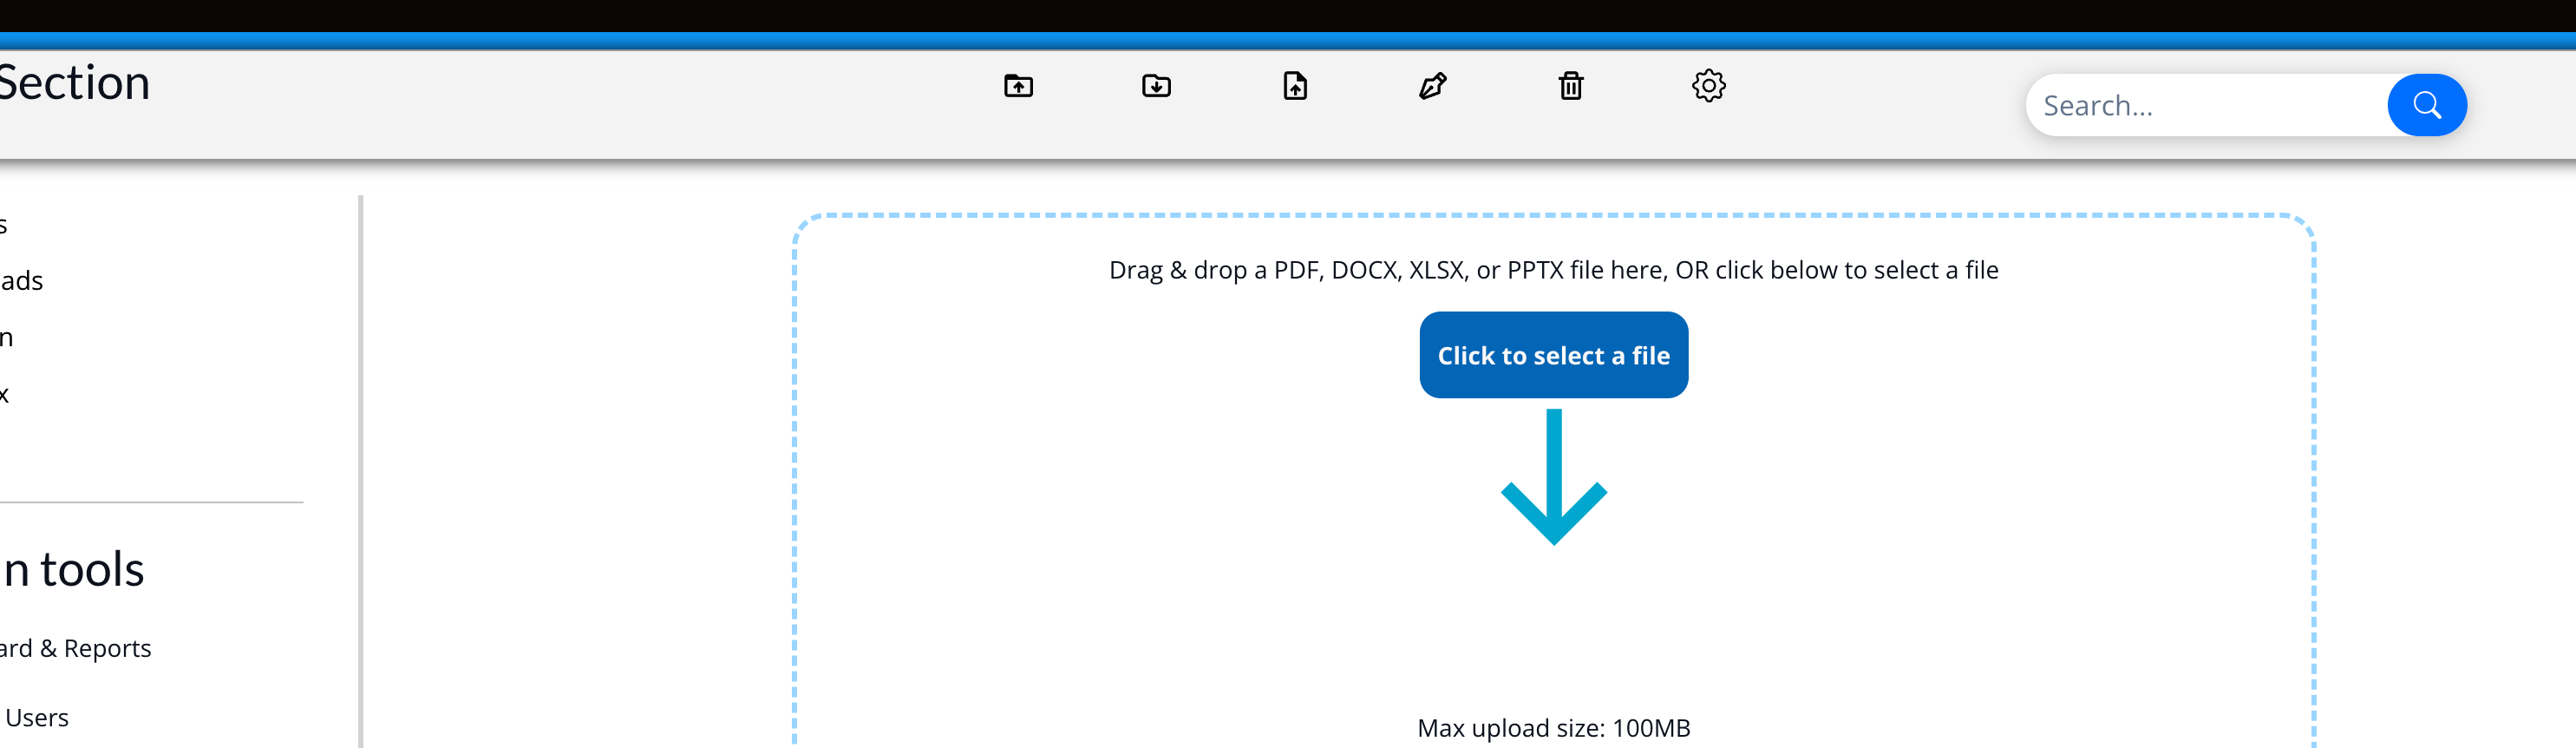 Section
Search...
s
ads
n
x
Drag & drop a PDF, DOCX, XLSX, or PPTX file here, OR click below to select a file
Click to select a file
n tools
ard & Reports
Users
Max upload size: 100MB